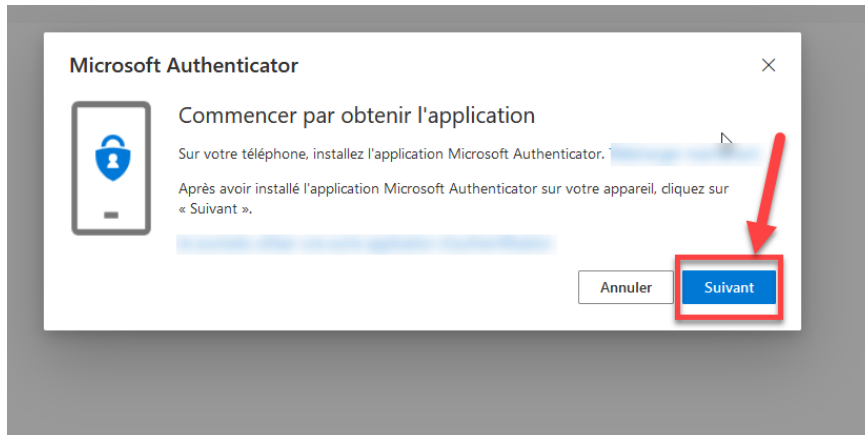 Microsoft Authenticator
Commencer par obtenir l'application
Sur votre téléphone, installez l'application Microsoft Authenticator.
Après avoir installé l'application Microsoft Authenticator sur votre appareil, cliquez sur
« Suivant ».
Annuler
Suivant